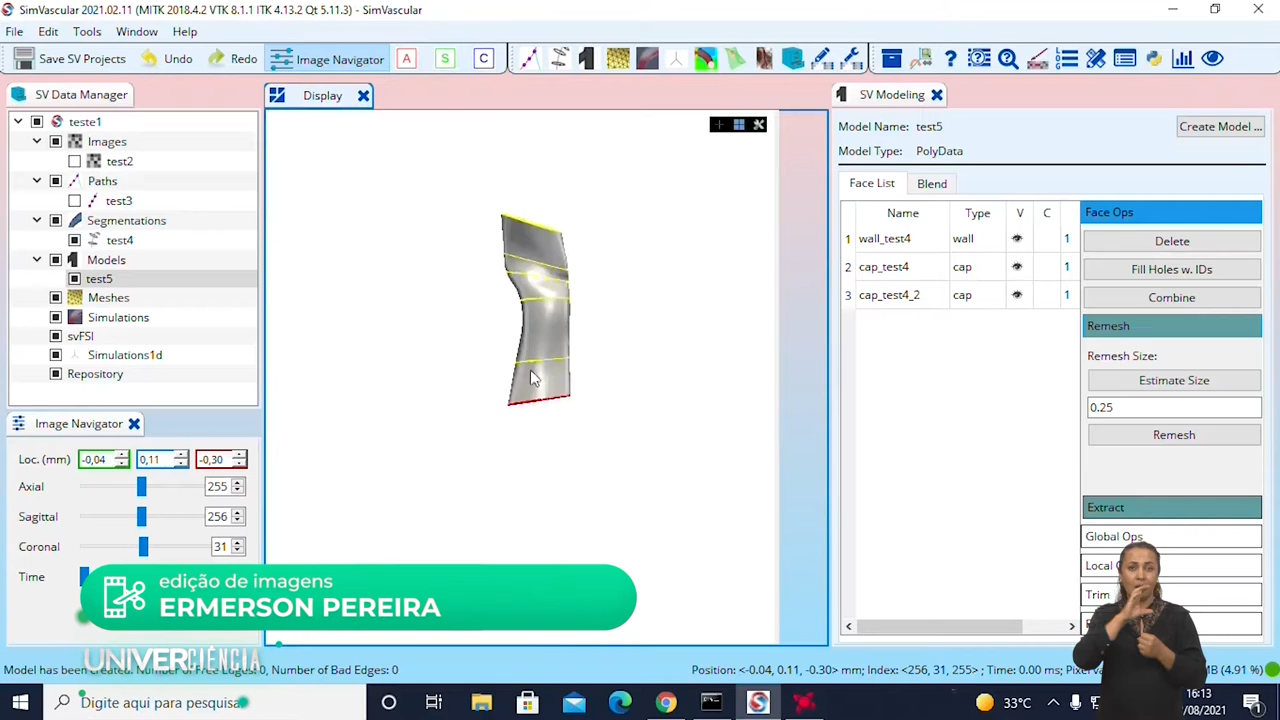 SimVascular 2021.02.11 (MITK 2018.4.2 VTK 8.1.1 ITK 4.13.2 Qt 5.11.3) - SimVascular
File Edit Tools Window Help
Save SV Projects Undo Redo Image Navigator A S C
SV Data Manager
Display
SV Modeling
teste1
Images
test2
Paths
test3
Segmentations
test4
Models
test5
Meshes
Simulations
svFSI
Simulations1d
Repository
Model Name: test5
Create Model ...
Model Type: PolyData
Face List Blend
Name Type V C
1 wall_test4 wall 1
2 cap_test4 cap 1
3 cap_test4_2 cap 1
Face Ops
Delete
Fill Holes w. IDs
Combine
Remesh
Remesh Size:
Estimate Size
0.25
Remesh
Extract
Global Ops
Local
Trim
Image Navigator
Loc. (mm) -0,04 0,11 -0,30
Axial 255
Sagittal 256
Coronal 31
Time
edição de imagens
ERMERSON PEREIRA
UNIVERCIÊNCIA
Model has been Created. Number of Free Edges: 0, Number of Bad Edges: 0
Position: <-0.04, 0.11, -0.30> mm; Index: <256, 31, 255> ; Time: 0.00 ms; Pixelv
MB (4.91 %)
Digite aqui para pesquisa
33°C
16:13
/08/2021